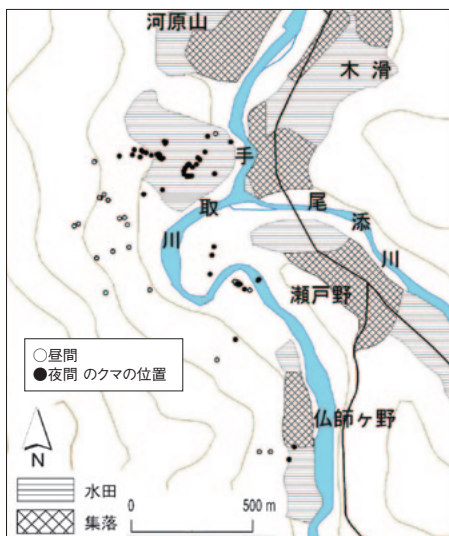 河原山
木滑
手
取
川
尾
添
川
瀬戸野
○昼間
●夜間 のクマの位置
仏師ヶ野
N
水田
集落
0 500 m